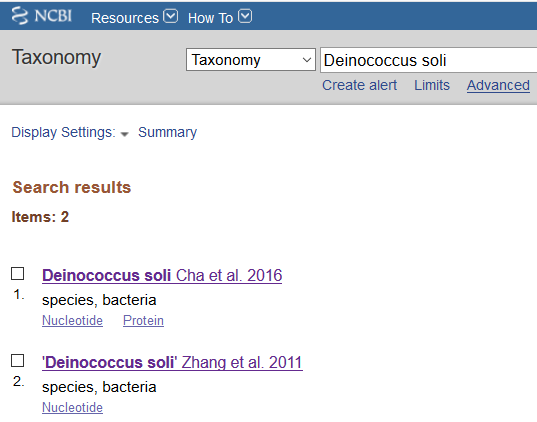 NCBI Resources How To
Taxonomy Taxonomy Deinococcus soli
Create alert Limits Advanced
Display Settings: Summary
Search results
Items: 2
Deinococcus soli Cha et al. 2016
1. species, bacteria
Nucleotide Protein
'Deinococcus soli' Zhang et al. 2011
2. species, bacteria
Nucleotide